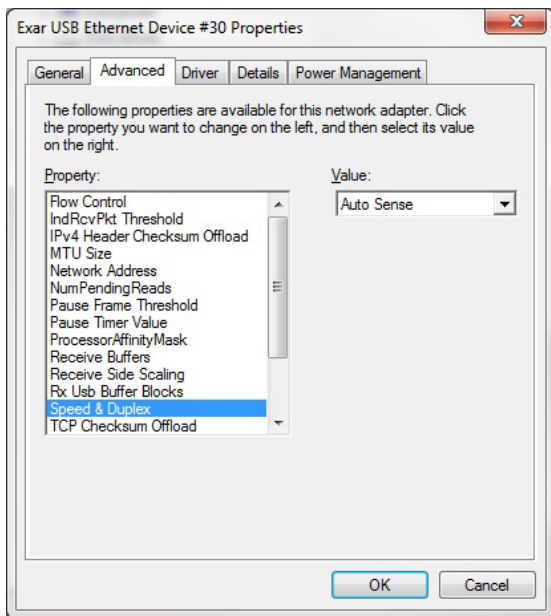 Exar USB Ethernet Device #30 Properties
General Advanced Driver Details Power Management
The following properties are available for this network adapter. Click
the property you want to change on the left, and then select its value
on the right.
Property: Value:
Flow Control Auto Sense
IndRcvPkt Threshold
IPv4 Header Checksum Offload
MTU Size
Network Address
NumPendingReads
Pause Frame Threshold
Pause Timer Value
ProcessorAffinityMask
Receive Buffers
Receive Side Scaling
Rx Usb Buffer Blocks
Speed & Duplex
TCP Checksum Offload
OK Cancel